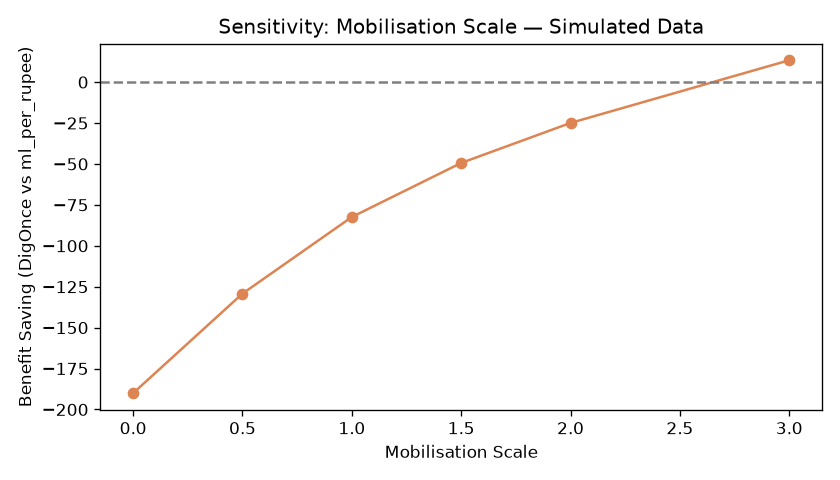 Sensitivity: Mobilisation Scale — Simulated Data
Benefit Saving (DigOnce vs ml_per_rupee)
0
−25
−50
−75
−100
−125
−150
−175
−200
0.0 0.5 1.0 1.5 2.0 2.5 3.0
Mobilisation Scale